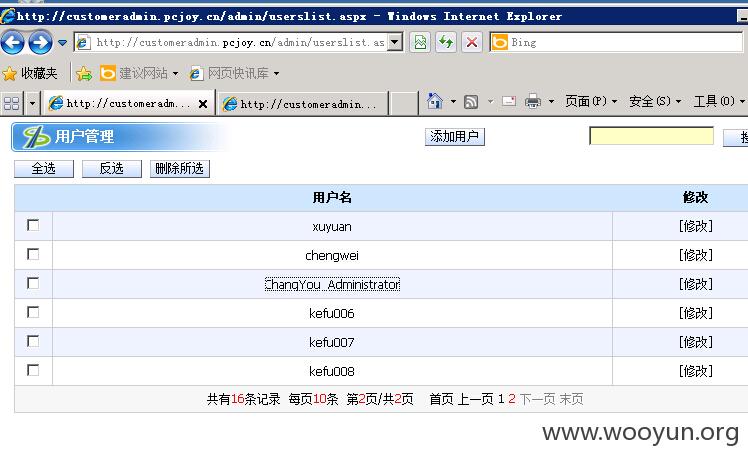 http://customeradmin.pcjoy.cn/admin/userslist.aspx - Windows Internet Explorer
http://customeradmin.pcjoy.cn/admin/userslist.as
Bing
收藏夹 建议网站 网页快讯库
http://customeradm... http://customeradmin... 页面(P) 安全(S) 工具(O)
用户管理 添加用户
全选 反选 删除所选
用户名 修改
xuyuan [修改]
chengwei [修改]
ChangYou_Administrator [修改]
kefu006 [修改]
kefu007 [修改]
kefu008 [修改]
共有16条记录 每页10条 第2页/共2页 首页 上一页 1 2 下一页 末页
www.wooyun.org